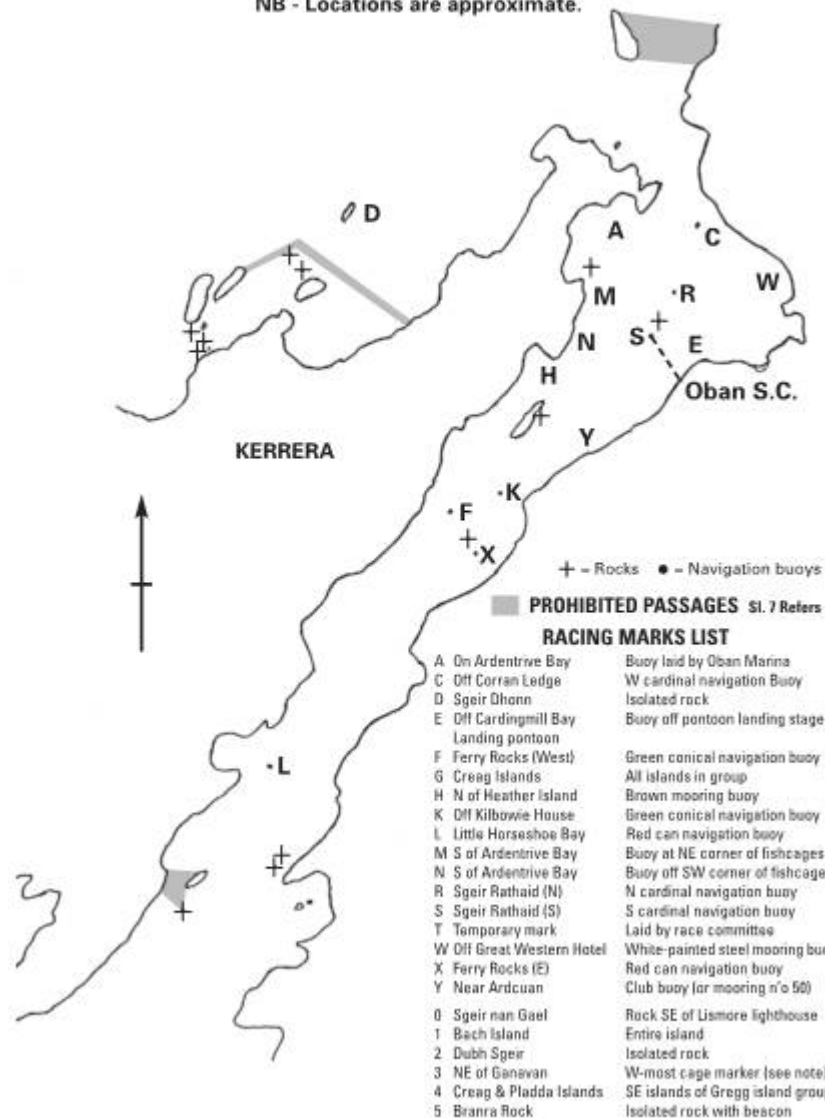 NB - Locations are approximate.
D
A
C
W
M
R
N
S
E
H
Oban S.C.
Y
KERRERA
K
F
X
+ = Rocks • = Navigation buoys
PROHIBITED PASSAGES SI. 7 Refers
RACING MARKS LIST
A On Ardentrive Bay Buoy laid by Oban Marina
C Off Corran Ledge W cardinal navigation Buoy
D Sgeir Dhonn Isolated rock
E Off Cardingmill Bay Buoy off pontoon landing stage
Landing pontoon
F Ferry Rocks (West) Green conical navigation buoy
G Creag Islands All islands in group
H N of Heather Island Brown mooring buoy
K Off Kilbowie House Green conical navigation buoy
L
L Little Horseshoe Bay Red can navigation buoy
M S of Ardentrive Bay Buoy at NE corner of fishcages
N S of Ardentrive Bay Buoy off SW corner of fishcage
R Sgeir Rathaid (N) N cardinal navigation buoy
S Sgeir Rathaid (S) S cardinal navigation buoy
T Temporary mark Laid by race committee
W Off Great Western Hotel White-painted steel mooring
X Ferry Rocks (E) Red can navigation buoy
Y Near Ardcuan Club buoy (or mooring n'o 50)
0 Sgeir nan Gael Rock SE of Lismore lighthouse
1 Bach Island Entire island
2 Dubh Sgeir Isolated rock
3 NE of Ganavan W-most cage marker (see note
4 Creag & Pladda Islands SE islands of Gregg island
5 Branra Rock Isolated rock with beacon